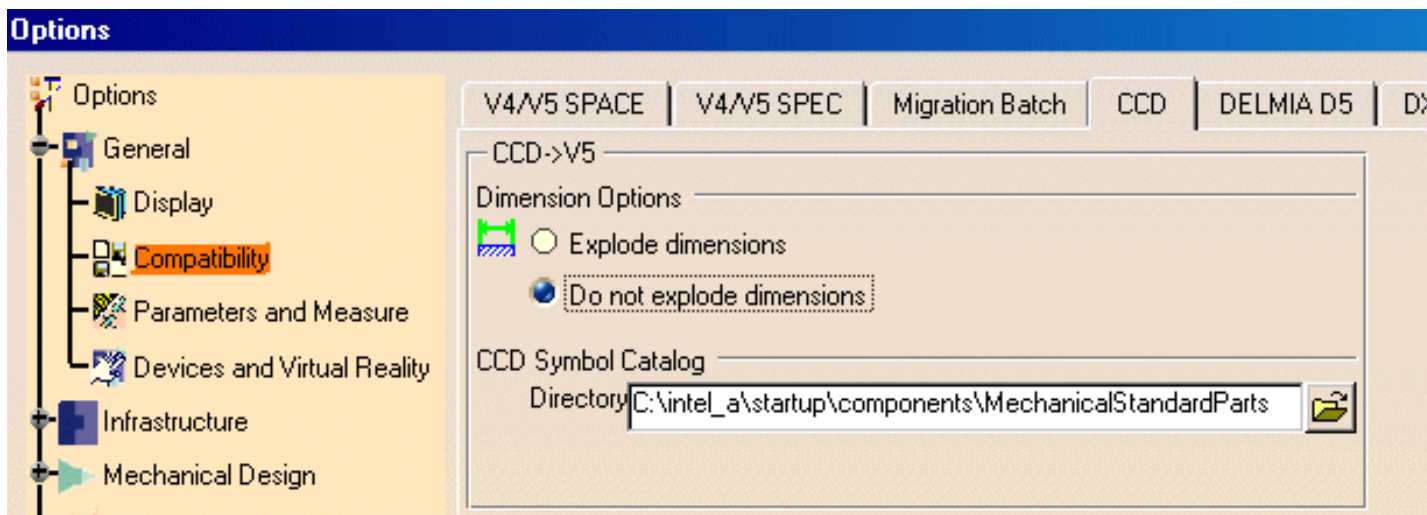 Options
Options
General
Display
Compatibility
Parameters and Measure
Devices and Virtual Reality
Infrastructure
Mechanical Design
V4/V5 SPACE
V4/V5 SPEC
Migration Batch
CCD
DELMIA D5
CCD->V5
Dimension Options
Explode dimensions
Do not explode dimensions
CCD Symbol Catalog
Directory C:\intel_a\startup\components\MechanicalStandardParts